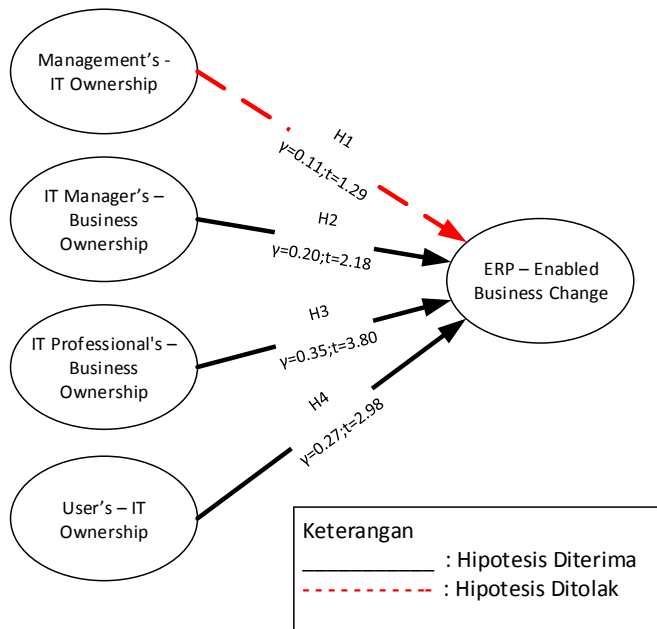 Management's -
IT Ownership
H1
γ=0.11;t=1.29
IT Manager's –
Business
Ownership
H2
γ=0.20;t=2.18
ERP – Enabled
Business Change
IT Professional's –
Business
Ownership
H3
γ=0.35;t=3.80
H4
γ=0.27;t=2.98
User's – IT
Ownership
Keterangan
___________ : Hipotesis Diterima
- - - - - - - - - - -- : Hipotesis Ditolak